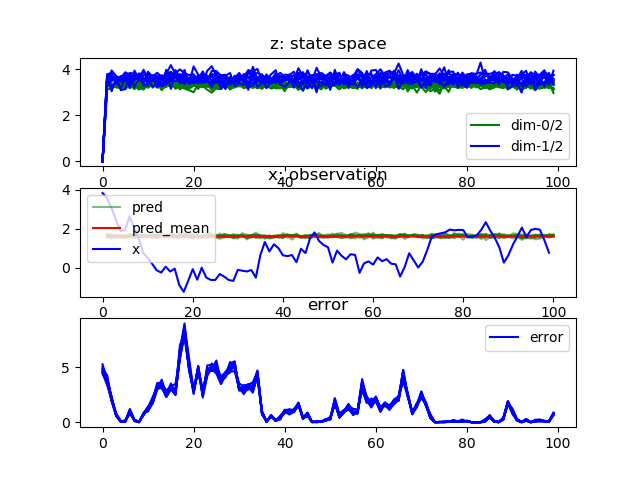 z: state space
4
2
0
dim-0/2
dim-1/2
0 20 40 60 80 100
x: observation
4
2
0
pred
pred_mean
x
0 20 40 60 80 100
error
5
0
error
0 20 40 60 80 100